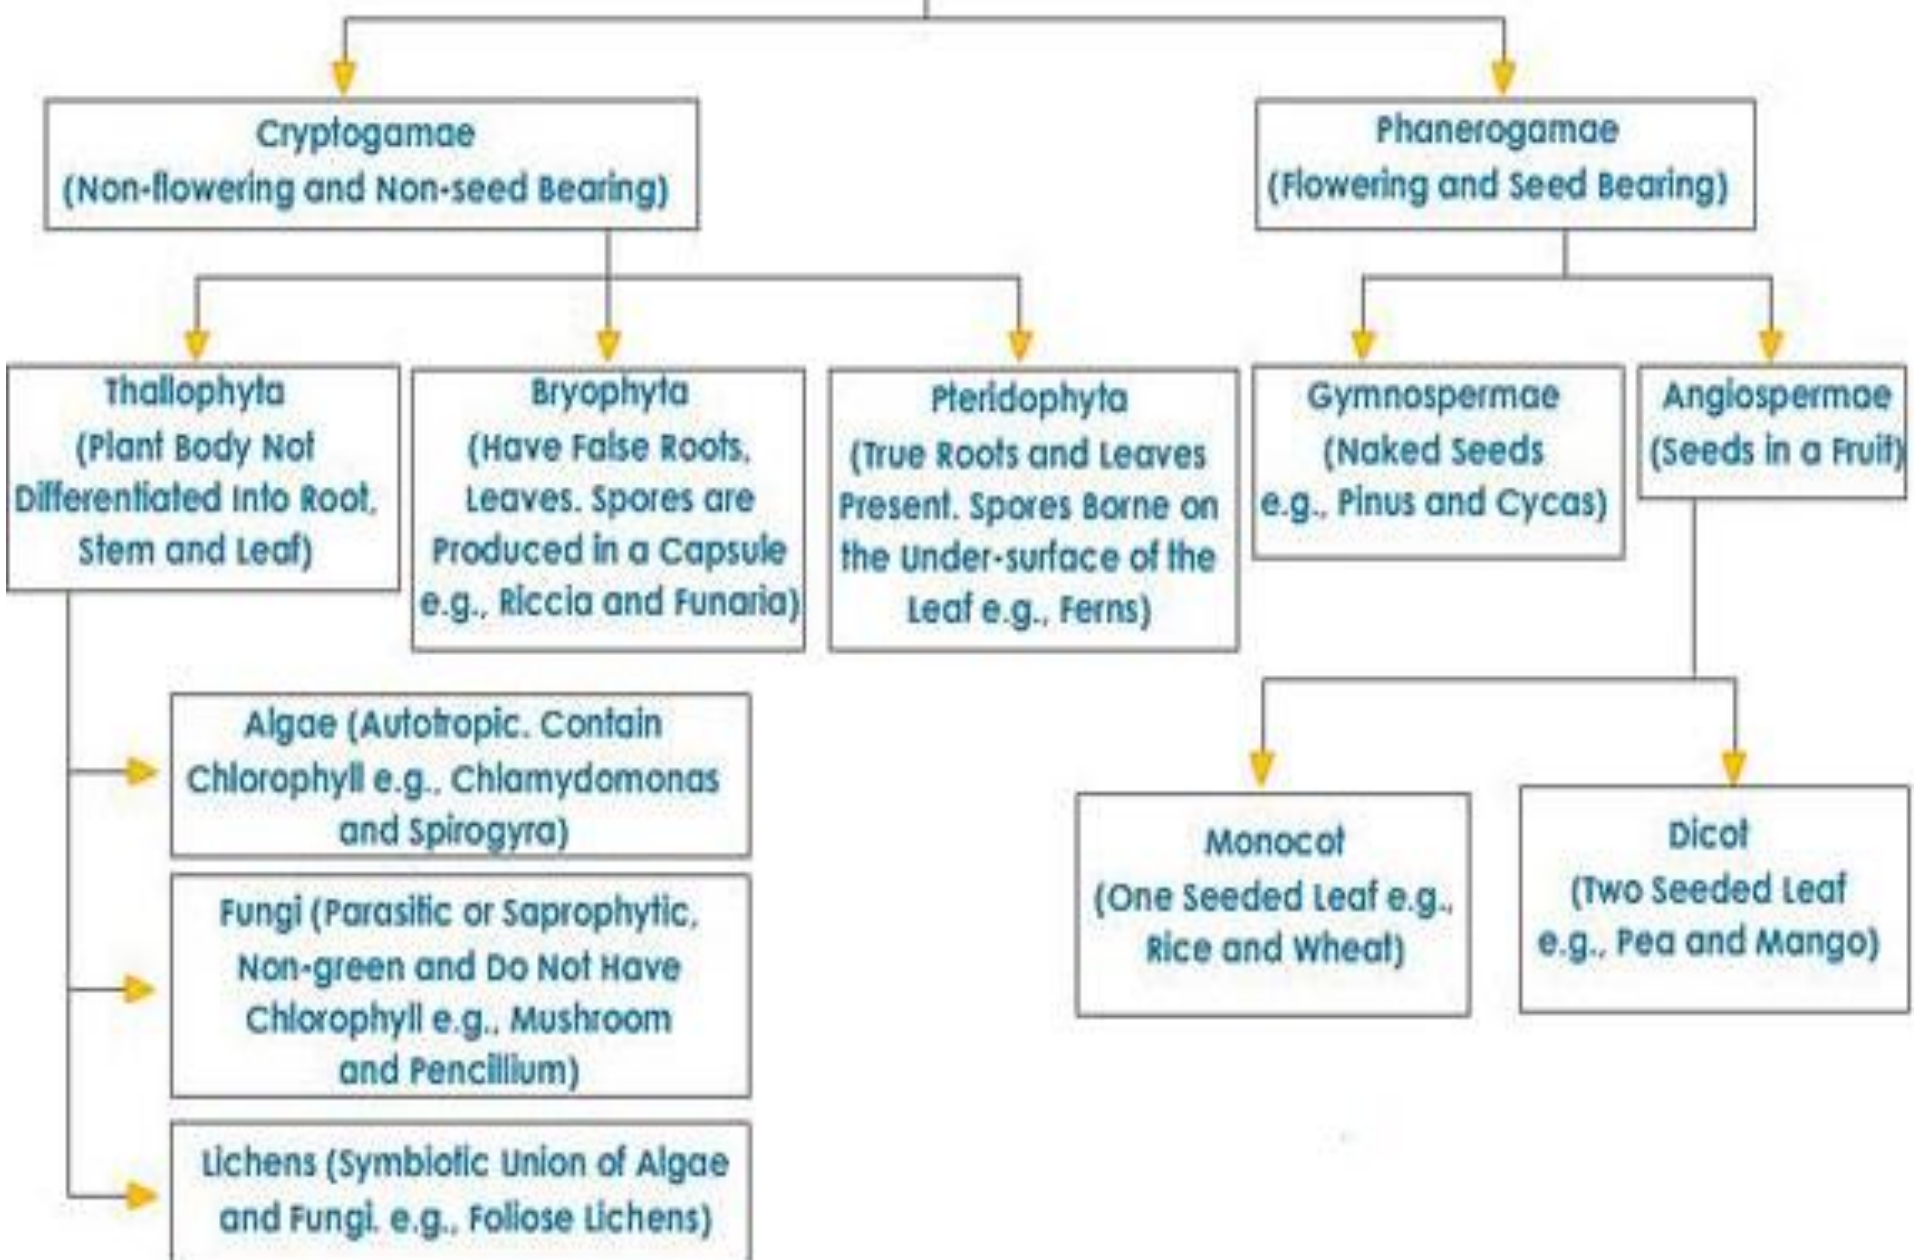 Cryptogamae
(Non-flowering and Non-seed Bearing)
Phanerogamae
(Flowering and Seed Bearing)
Thallophyta
(Plant Body Not
Differentiated Into Root,
Stem and Leaf)
Bryophyta
(Have False Roots,
Leaves. Spores are
Produced in a Capsule
e.g., Riccia and Funaria)
Pteridophyta
(True Roots and Leaves
Present. Spores Borne on
the Under-surface of the
Leaf e.g., Ferns)
Gymnospermae
(Naked Seeds
e.g., Pinus and Cycas)
Angiospermae
(Seeds in a Fruit)
Algae (Autotropic. Contain
Chlorophyll e.g., Chlamydomonas
and Spirogyra)
Fungi (Parasitic or Saprophytic,
Non-green and Do Not Have
Chlorophyll e.g., Mushroom
and Pencillium)
Lichens (Symbiotic Union of Algae
and Fungi. e.g., Foliose Lichens)
Monocot
(One Seeded Leaf e.g.,
Rice and Wheat)
Dicot
(Two Seeded Leaf
e.g., Pea and Mango)